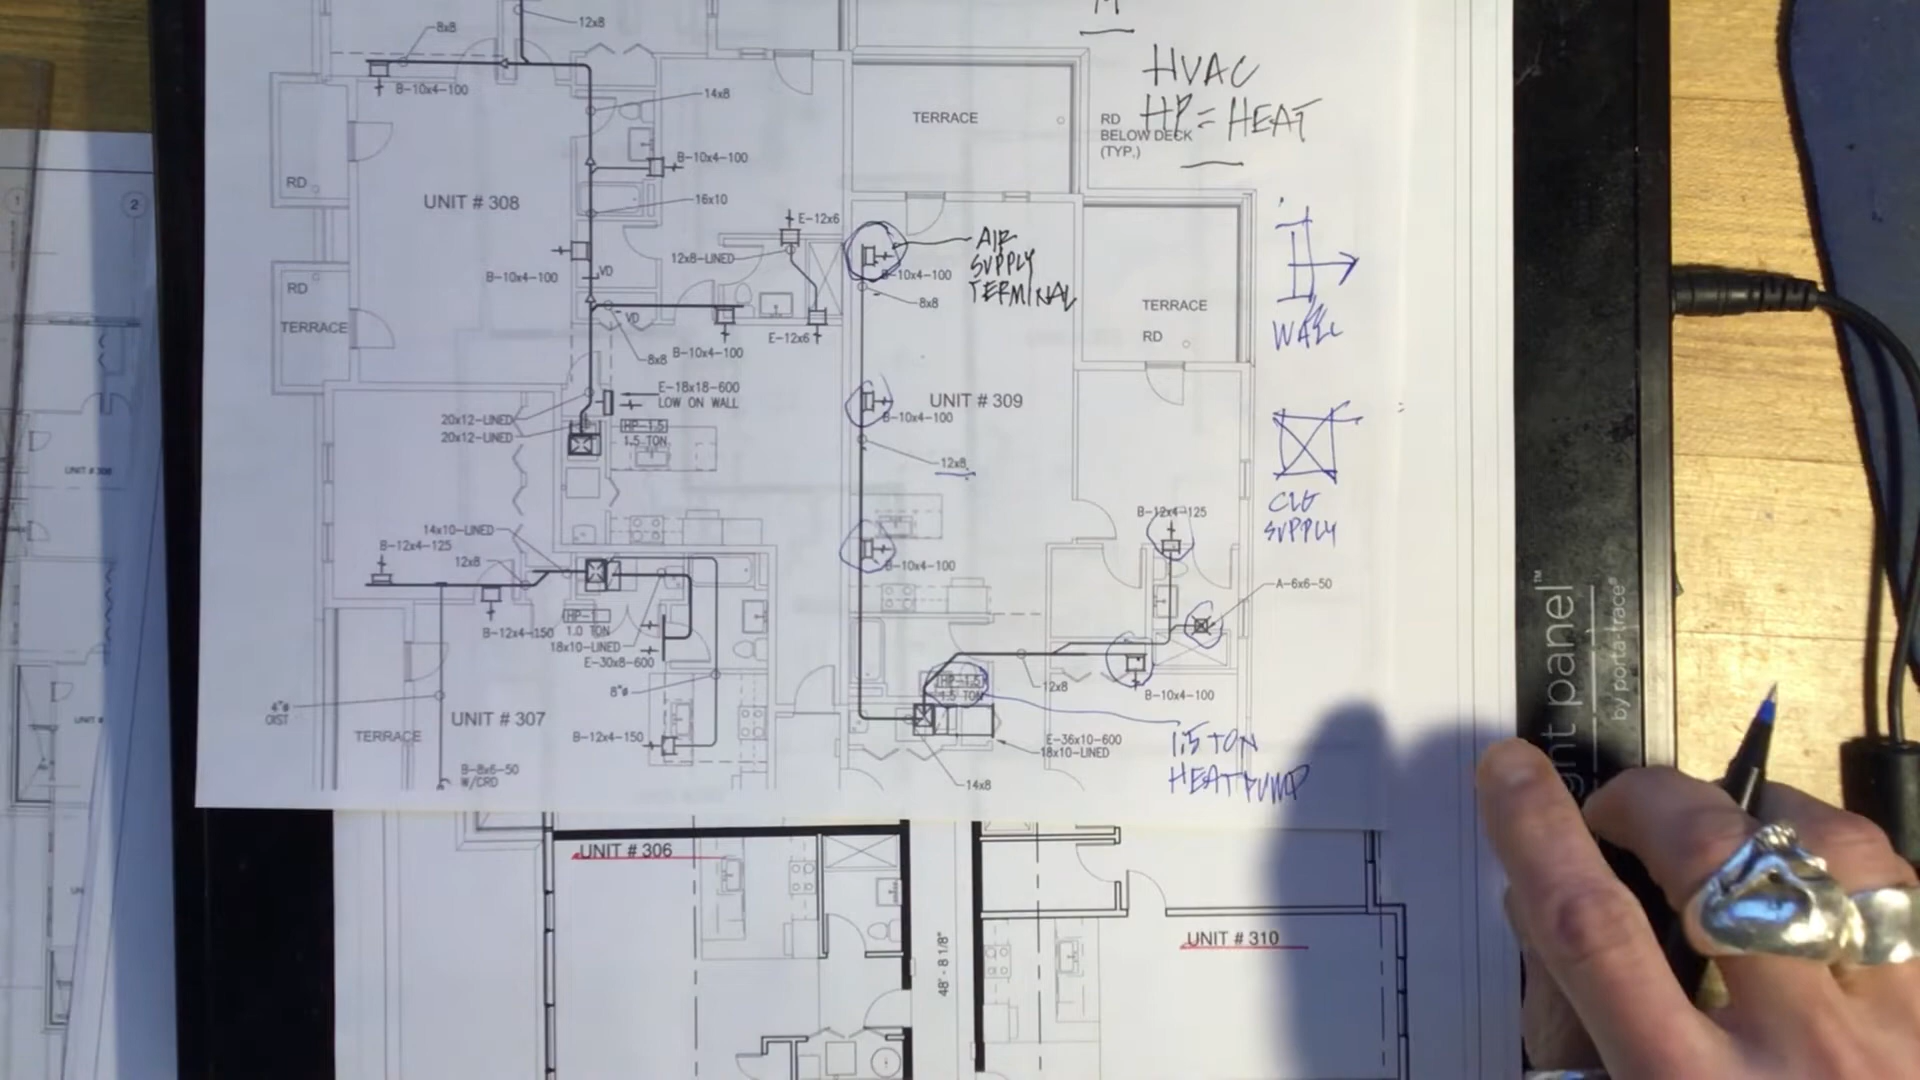 M
HVAC
HP = HEAT
8x8
12x8
B-10x4-100
14x8
TERRACE
RD
BELOW DECK
(TYP.)
B-10x4-100
RD
UNIT # 308
16x10
E-12x6
AIR
SUPPLY
TERMINAL
12x8-LINED
B-10x4-100
VD
B-10x4-100
8x8
RD
TERRACE
TERRACE
RD
WALL
VD
8x8
B-10x4-100
E-12x6
E-18x18-600
LOW ON WALL
20x12-LINED
20x12-LINED
HP-1.5
1.5 TON
B-10x4-100
UNIT # 309
12x8
CLG
SUPPLY
14x10-LINED
B-12x4-125
12x8
B-10x4-100
B-12x4-125
A-6x6-50
HP-1
1.0 TON
B-12x4-150
18x10-LINED
E-30x8-600
8"ø
HP-1.5
1.5 TON
12x8
B-10x4-100
4"ø
OIST
UNIT # 307
TERRACE
B-12x4-150
E-36x10-600
18x10-LINED
1.5 TON
HEAT PUMP
B-8x6-50
W/CRD
14x8
UNIT # 306
UNIT # 310
48' - 8 1/8"
1
2
UNIT # 308
light panel™
by porta-trace®